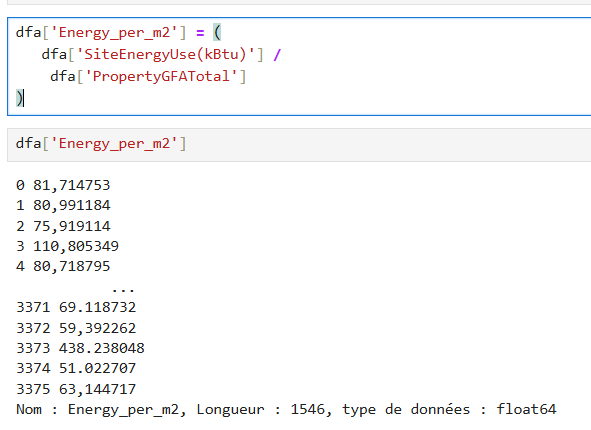 dfa['Energy_per_m2'] = (
dfa['SiteEnergyUse(kBtu)'] /
dfa['PropertyGFATotal']
)
dfa['Energy_per_m2']
0 81,714753
1 80,991184
2 75,919114
3 110,805349
4 80,718795
...
3371 69.118732
3372 59,392262
3373 438.238048
3374 51.022707
3375 63,144717
Nom : Energy_per_m2, Longueur : 1546, type de données : float64